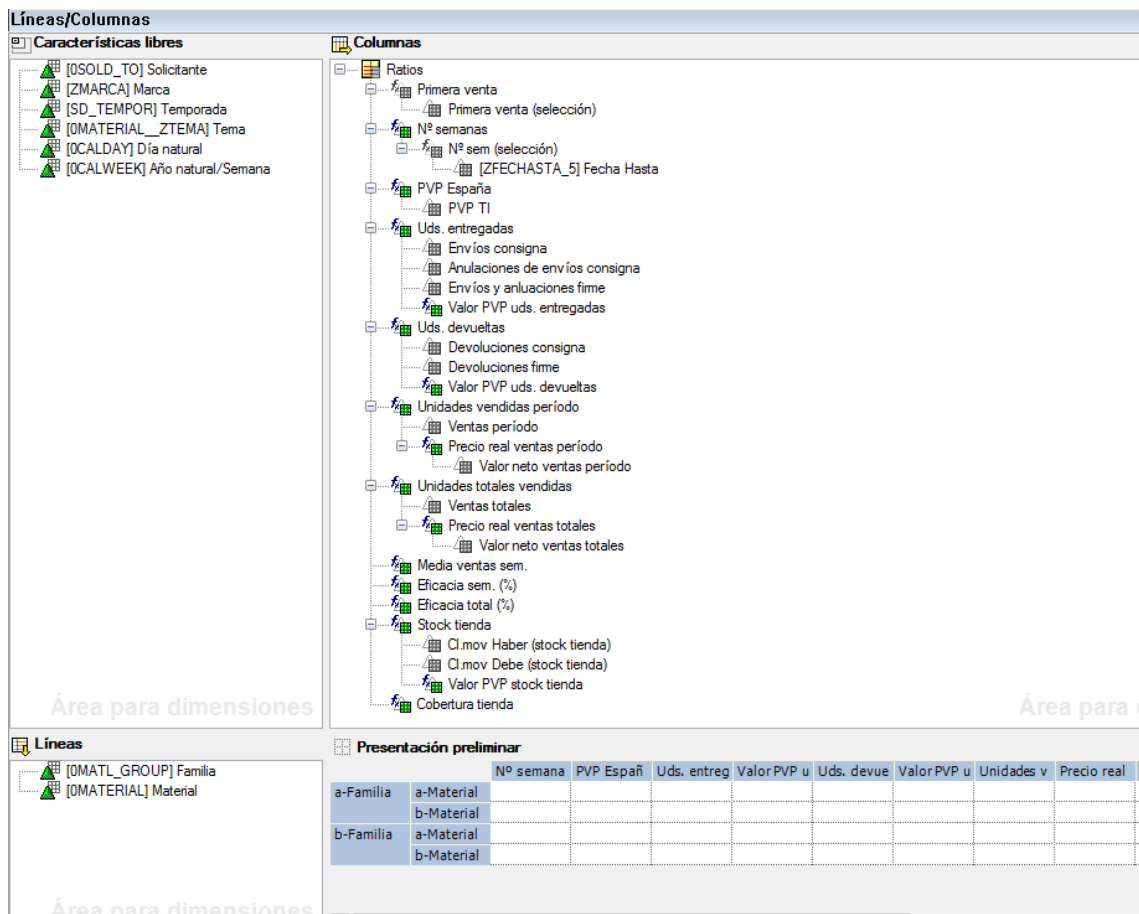 Líneas/Columnas
Características libres
[0SOLD_TO] Solicitante
[ZMARCA] Marca
[SD_TEMPOR] Temporada
[0MATERIAL__ZTEMA] Tema
[0CALDAY] Día natural
[0CALWEEK] Año natural/Semana
Área para dimensiones
Columnas
Ratios
Primera venta
Primera venta (selección)
Nº semanas
Nº sem (selección)
[ZFECHASTA_5] Fecha Hasta
PVP España
PVP TI
Uds. entregadas
Envíos consigna
Anulaciones de envíos consigna
Envíos y anluaciones firme
Valor PVP uds. entregadas
Uds. devueltas
Devoluciones consigna
Devoluciones firme
Valor PVP uds. devueltas
Unidades vendidas período
Ventas período
Precio real ventas período
Valor neto ventas período
Unidades totales vendidas
Ventas totales
Precio real ventas totales
Valor neto ventas totales
Media ventas sem.
Eficacia sem. (%)
Eficacia total (%)
Stock tienda
Cl.mov Haber (stock tienda)
Cl.mov Debe (stock tienda)
Valor PVP stock tienda
Cobertura tienda
Área para
Líneas
[0MATL_GROUP] Familia
[0MATERIAL] Material
Área para dimensiones
Presentación preliminar
Nº semana PVP Españ Uds. entreg Valor PVP u Uds. devue Valor PVP u Unidades v Precio real
a-Familia a-Material
b-Material
b-Familia a-Material
b-Material